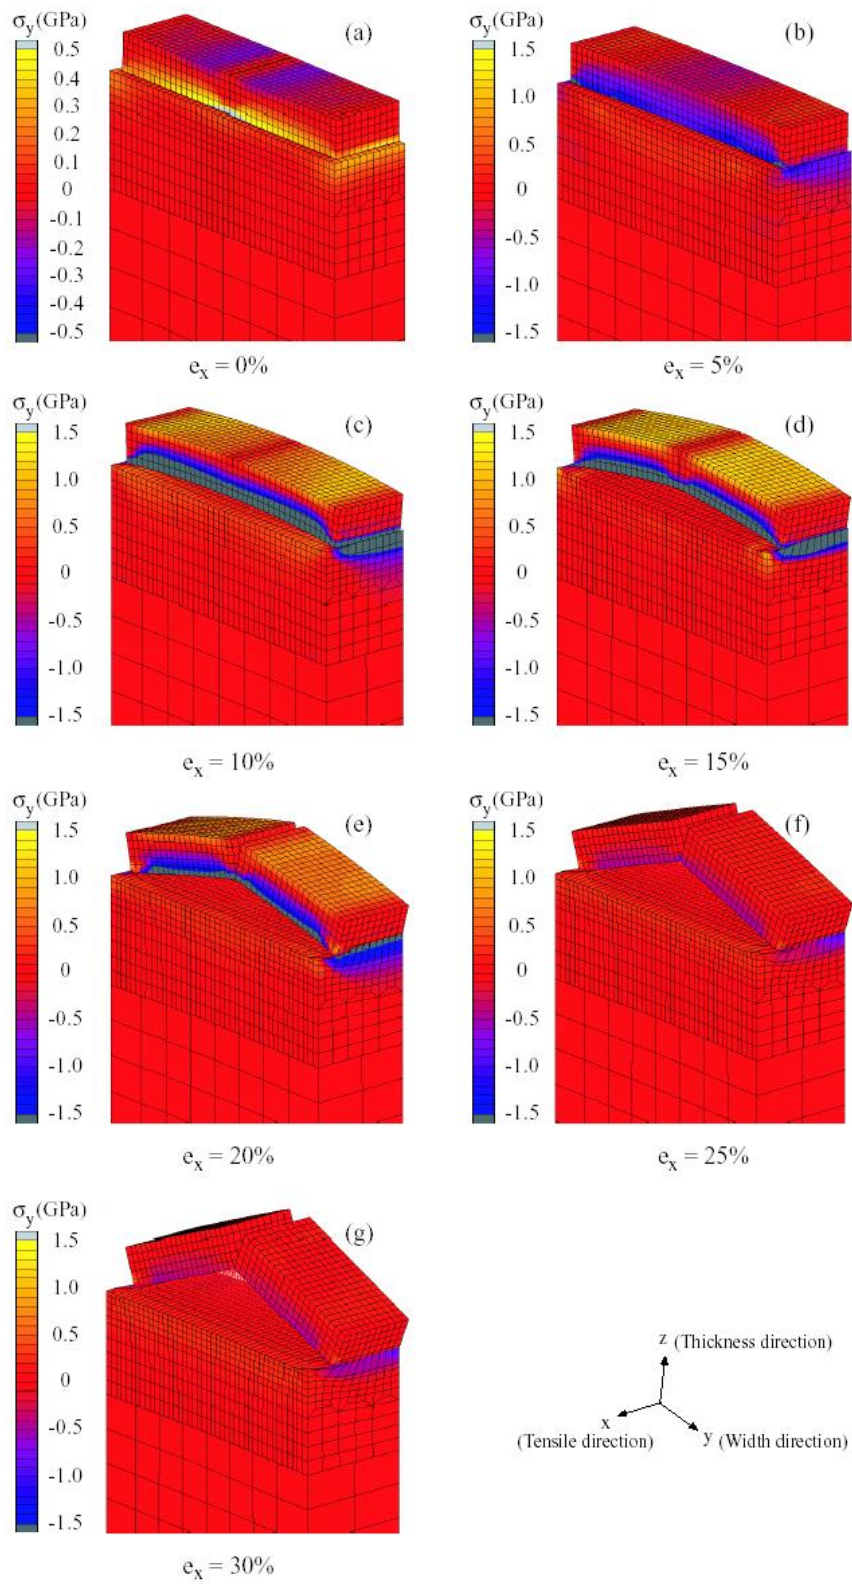 σy(GPa)
0.5
0.4
0.3
0.2
0.1
0
-0.1
-0.2
-0.3
-0.4
-0.5
(a)
ex = 0%
σy(GPa)
1.5
1.0
0.5
0
-0.5
-1.0
-1.5
(b)
ex = 5%
σy(GPa)
1.5
1.0
0.5
0
-0.5
-1.0
-1.5
(c)
ex = 10%
σy(GPa)
1.5
1.0
0.5
0
-0.5
-1.0
-1.5
(d)
ex = 15%
σy(GPa)
1.5
1.0
0.5
0
-0.5
-1.0
-1.5
(e)
ex = 20%
σy(GPa)
1.5
1.0
0.5
0
-0.5
-1.0
-1.5
(f)
ex = 25%
σy(GPa)
1.5
1.0
0.5
0
-0.5
-1.0
-1.5
(g)
ex = 30%
z (Thickness direction)
x
(Tensile direction)
y (Width direction)